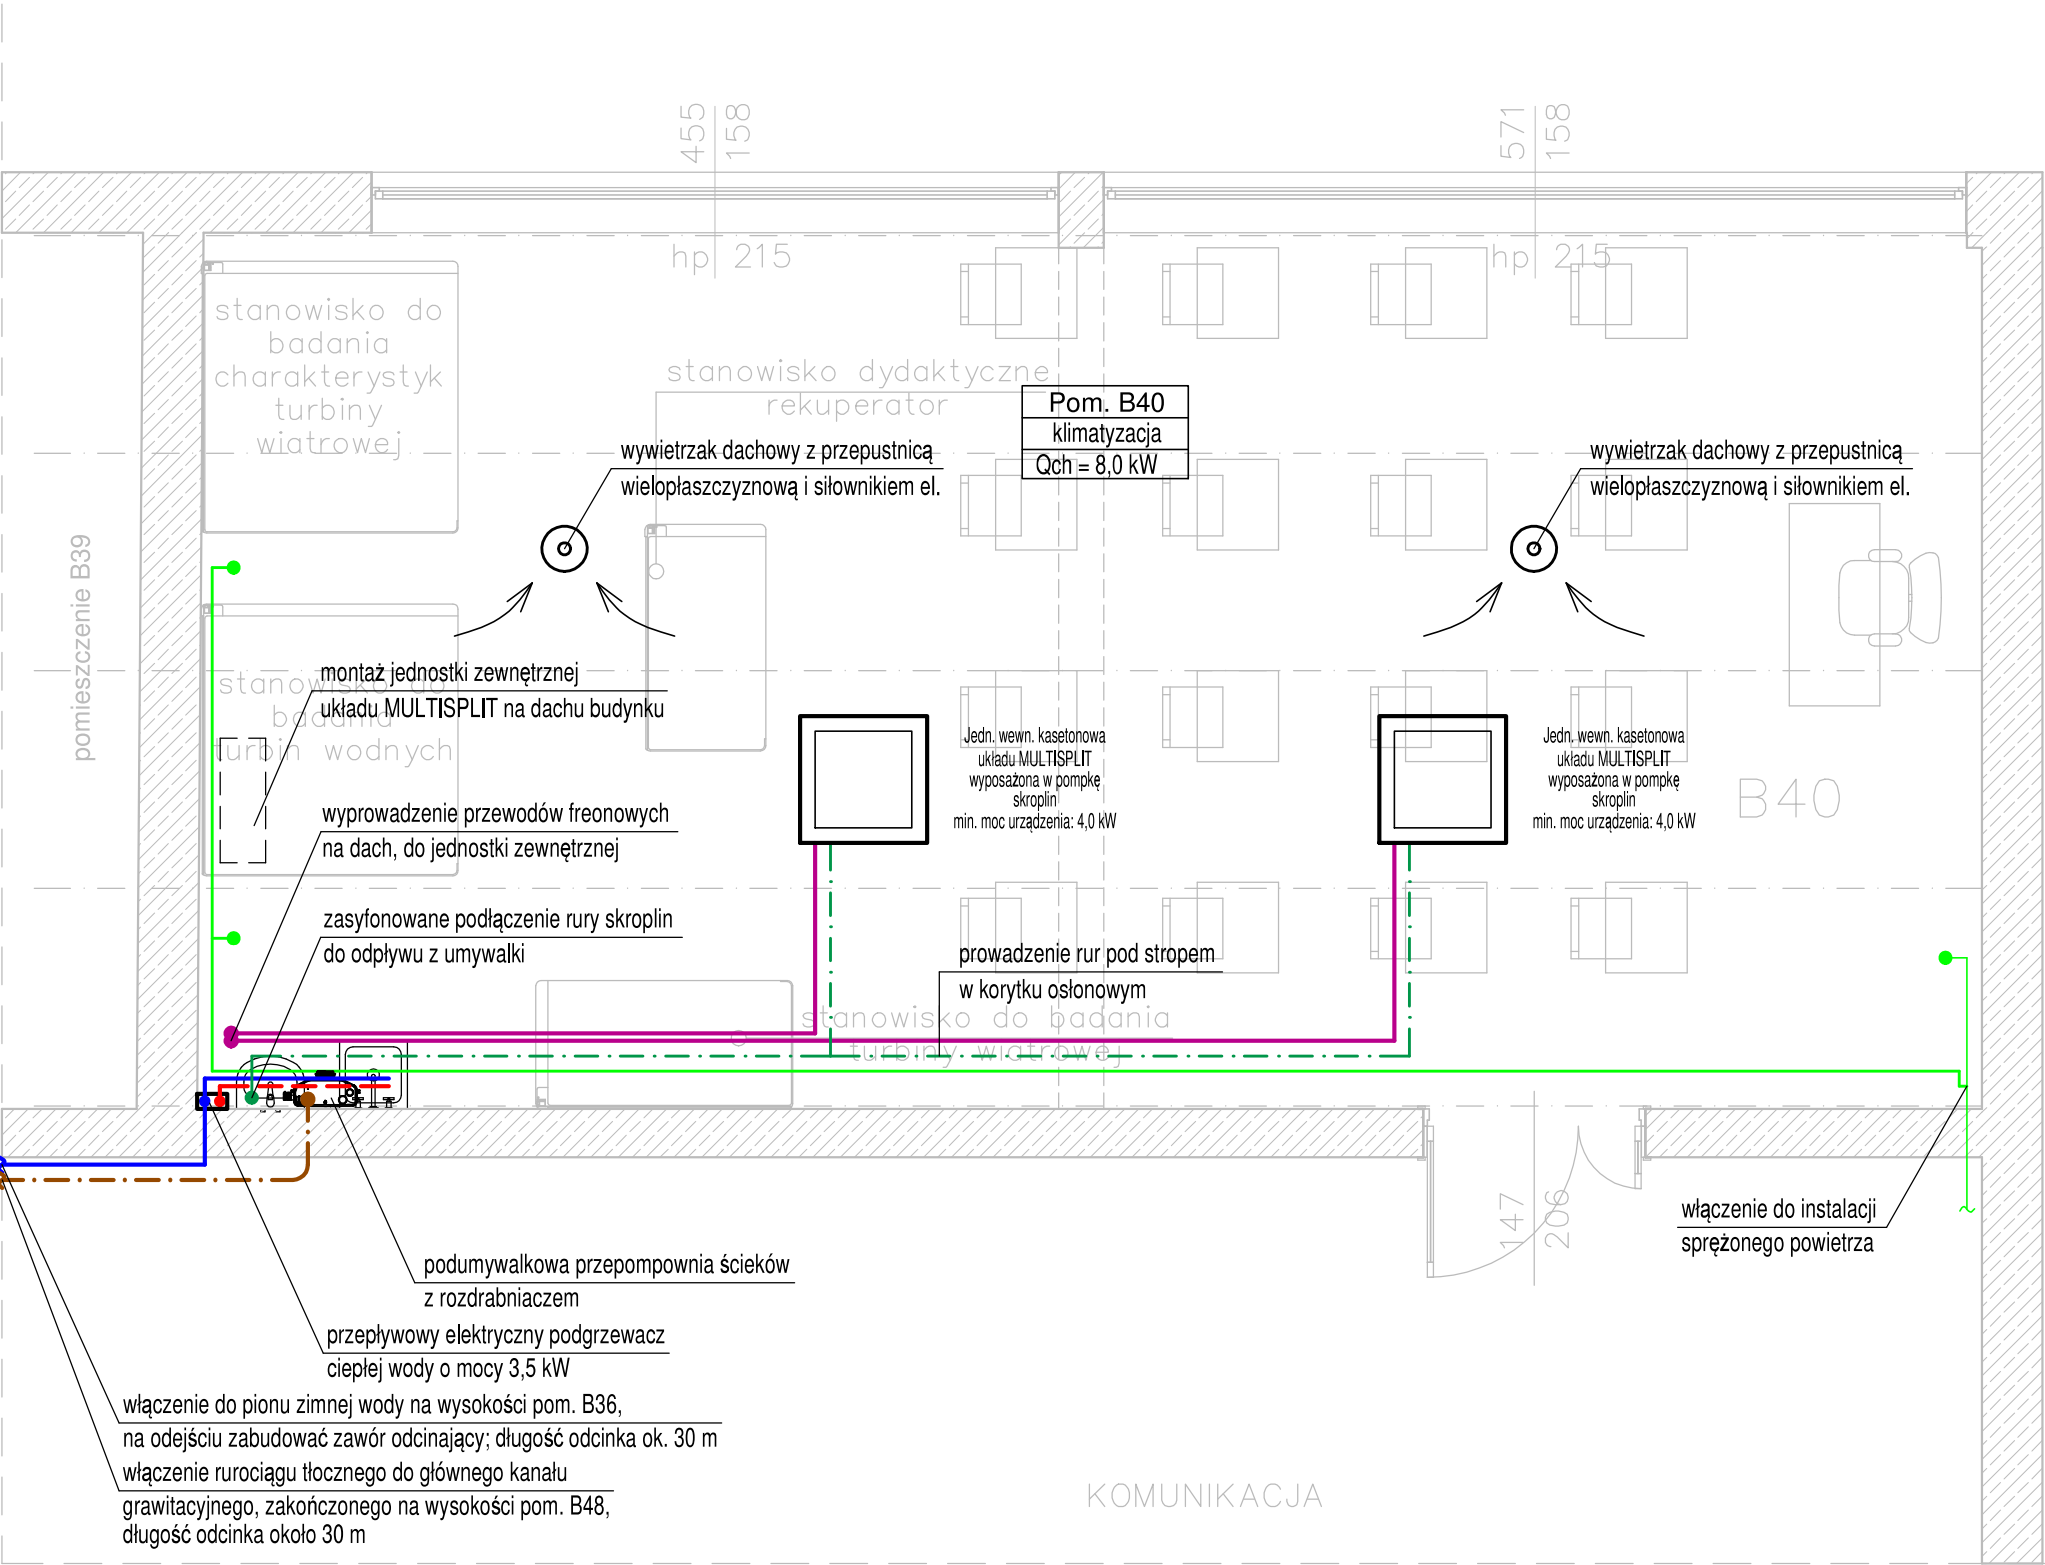 455
158
571
158
hp 215
hp 215
stanowisko do
badania
charakterystyk
turbiny
wiatrowej
stanowisko dydaktyczne
rekuperator
Pom. B40
klimatyzacja
Qch = 8,0 kW
wywietrzak dachowy z przepustnicą
wielopłaszczyznową i siłownikiem el.
wywietrzak dachowy z przepustnicą
wielopłaszczyznową i siłownikiem el.
pomieszczenie B39
montaż jednostki zewnętrznej
układu MULTISPLIT na dachu budynku
stanowisko do
badania
turbin wodnych
Jedn. wewn. kasetonowa
układu MULTISPLIT
wyposażona w pompkę
skroplin
min. moc urządzenia: 4,0 kW
Jedn. wewn. kasetonowa
układu MULTISPLIT
wyposażona w pompkę
skroplin
min. moc urządzenia: 4,0 kW
B40
wyprowadzenie przewodów freonowych
na dach, do jednostki zewnętrznej
zasyfonowane podłączenie rury skroplin
do odpływu z umywalki
prowadzenie rur pod stropem
w korytku osłonowym
stanowisko do badania
turbiny wiatrowej
147
206
włączenie do instalacji
sprężonego powietrza
podumywalkowa przepompownia ścieków
z rozdrabniaczem
przepływowy elektryczny podgrzewacz
ciepłej wody o mocy 3,5 kW
włączenie do pionu zimnej wody na wysokości pom. B36,
na odejściu zabudować zawór odcinający; długość odcinka ok. 30 m
włączenie rurociągu tłocznego do głównego kanału
grawitacyjnego, zakończonego na wysokości pom. B48,
długość odcinka około 30 m
KOMUNIKACJA